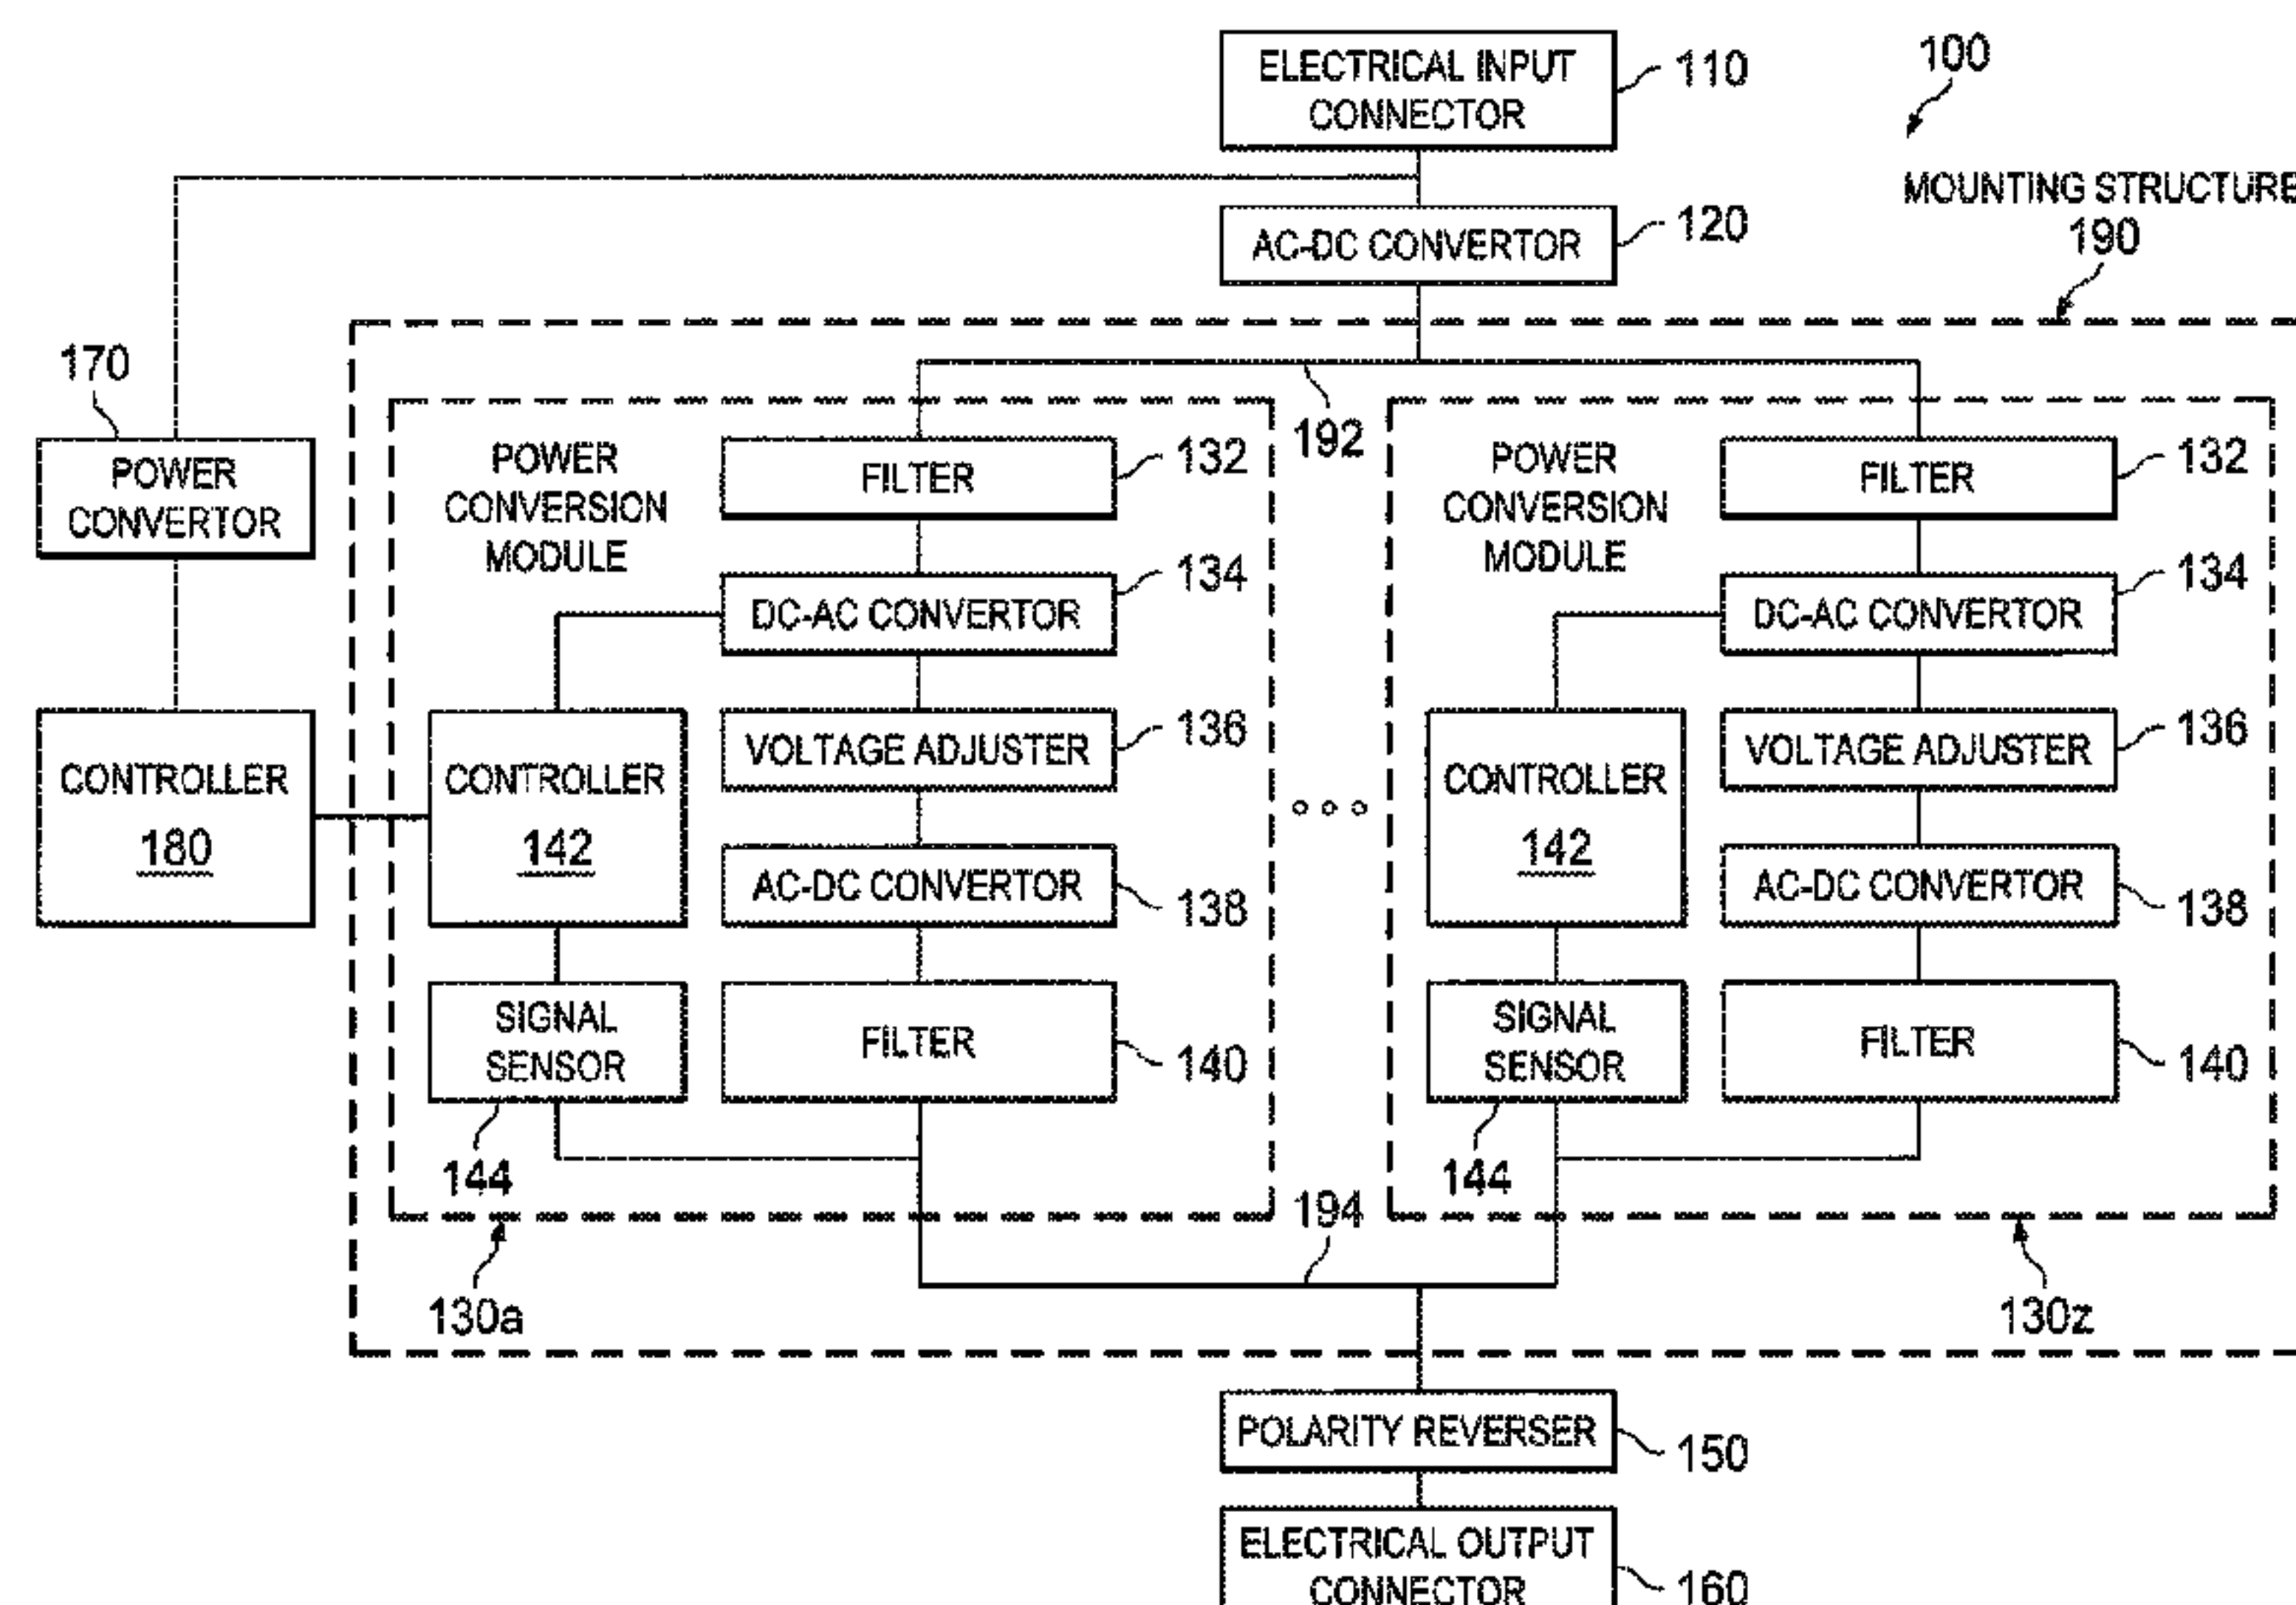 ELECTRICAL INPUT
CONNECTOR
110
100
MOUNTING STRUCTURE
190
AC-DC CONVERTOR
120
170
POWER
CONVERTOR
192
POWER
CONVERSION
MODULE
FILTER
132
DC-AC CONVERTOR
134
CONTROLLER
180
CONTROLLER
142
VOLTAGE ADJUSTER
136
AC-DC CONVERTOR
138
SIGNAL
SENSOR
144
FILTER
140
130a
POWER
CONVERSION
MODULE
FILTER
132
DC-AC CONVERTOR
134
CONTROLLER
142
VOLTAGE ADJUSTER
136
AC-DC CONVERTOR
138
SIGNAL
SENSOR
144
FILTER
140
130z
194
POLARITY REVERSER
150
ELECTRICAL OUTPUT
CONNECTOR
160